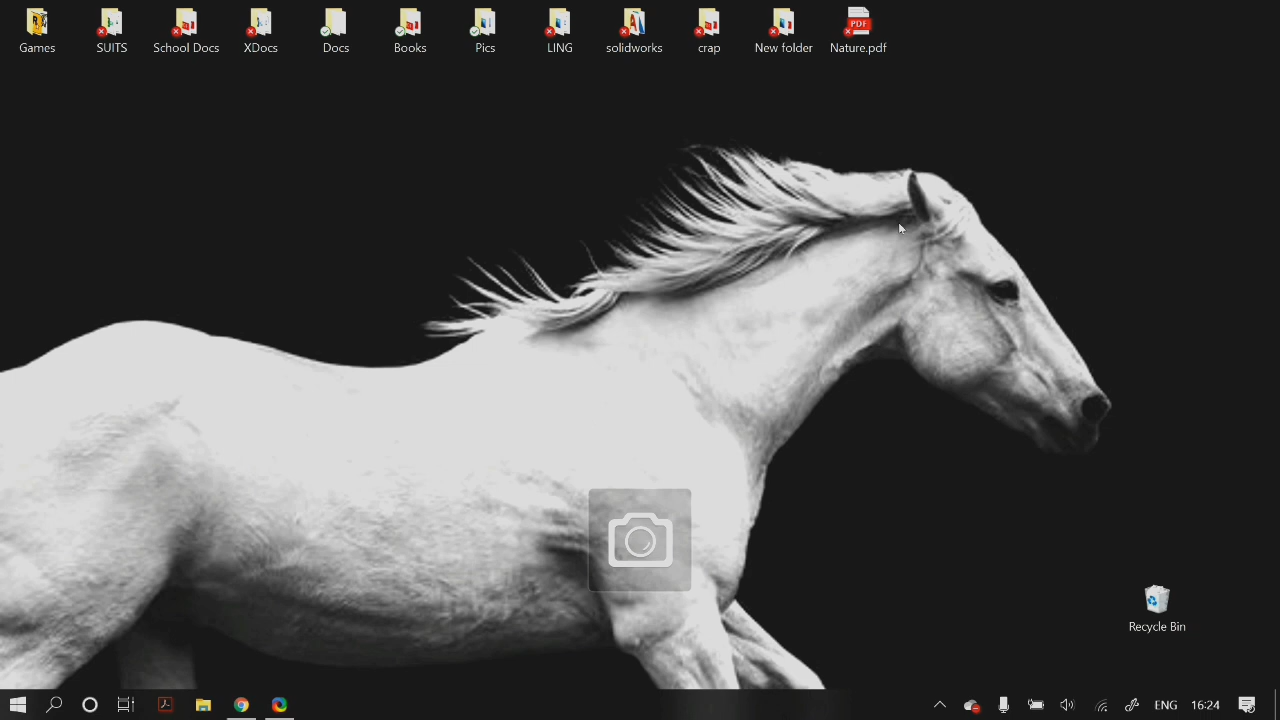 Games
SUITS
School Docs
XDocs
Docs
Books
Pics
LING
solidworks
crap
New folder
PDF
Nature.pdf
Recycle Bin
ENG
16:24